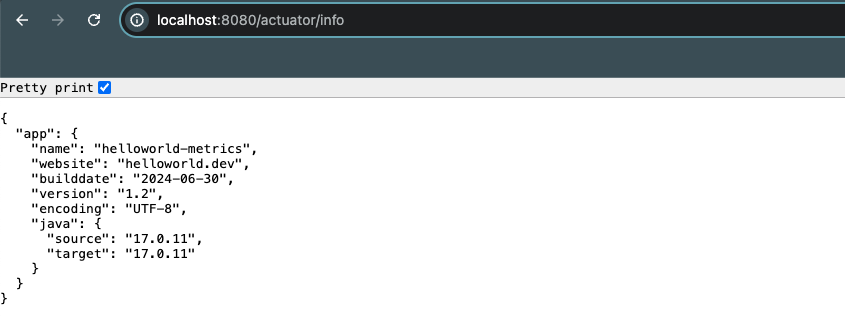 localhost:8080/actuator/info
Pretty print
{
  "app": {
    "name": "helloworld-metrics",
    "website": "helloworld.dev",
    "builddate": "2024-06-30",
    "version": "1.2",
    "encoding": "UTF-8",
    "java": {
      "source": "17.0.11",
      "target": "17.0.11"
    }
  }
}